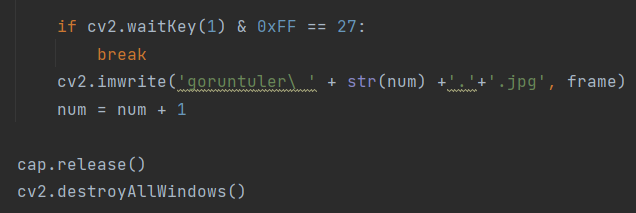 if cv2.waitKey(1) & 0xFF == 27:
break
cv2.imwrite('goruntuler\ ' + str(num) +'.'+'.jpg', frame)
num = num + 1
cap.release()
cv2.destroyAllWindows()